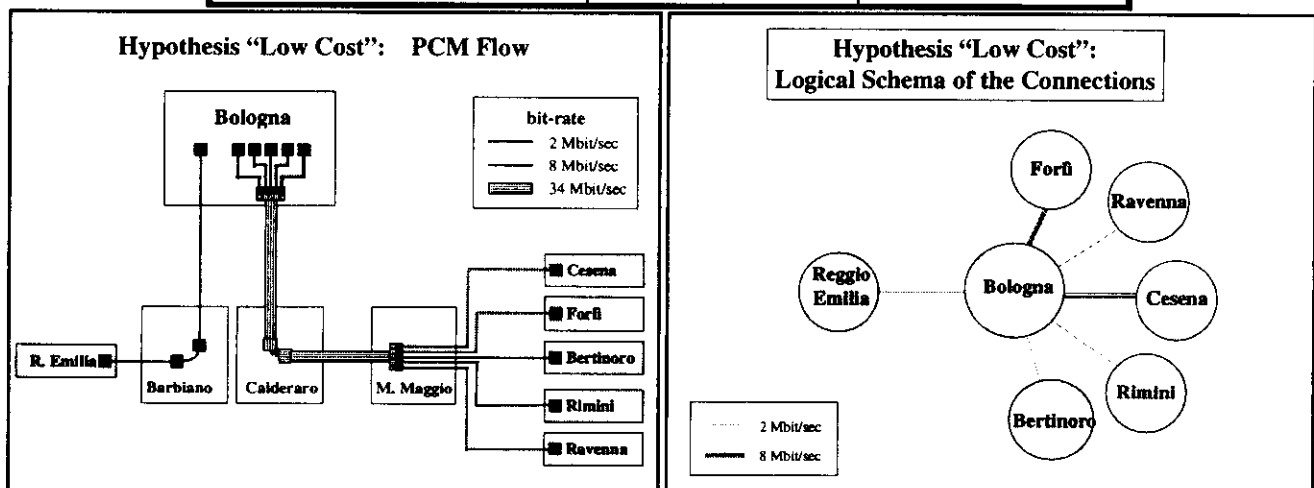 Hypothesis “Low Cost”: PCM Flow
Bologna
bit-rate
2 Mbit/sec
8 Mbit/sec
34 Mbit/sec
Cesena
Forlì
Bertinoro
Rimini
Ravenna
R. Emilia
Barbiano
Calderaro
M. Maggio
Hypothesis “Low Cost”:
Logical Schema of the Connections
Forlì
Ravenna
Reggio
Emilia
Bologna
Cesena
Rimini
Bertinoro
2 Mbit/sec
8 Mbit/sec